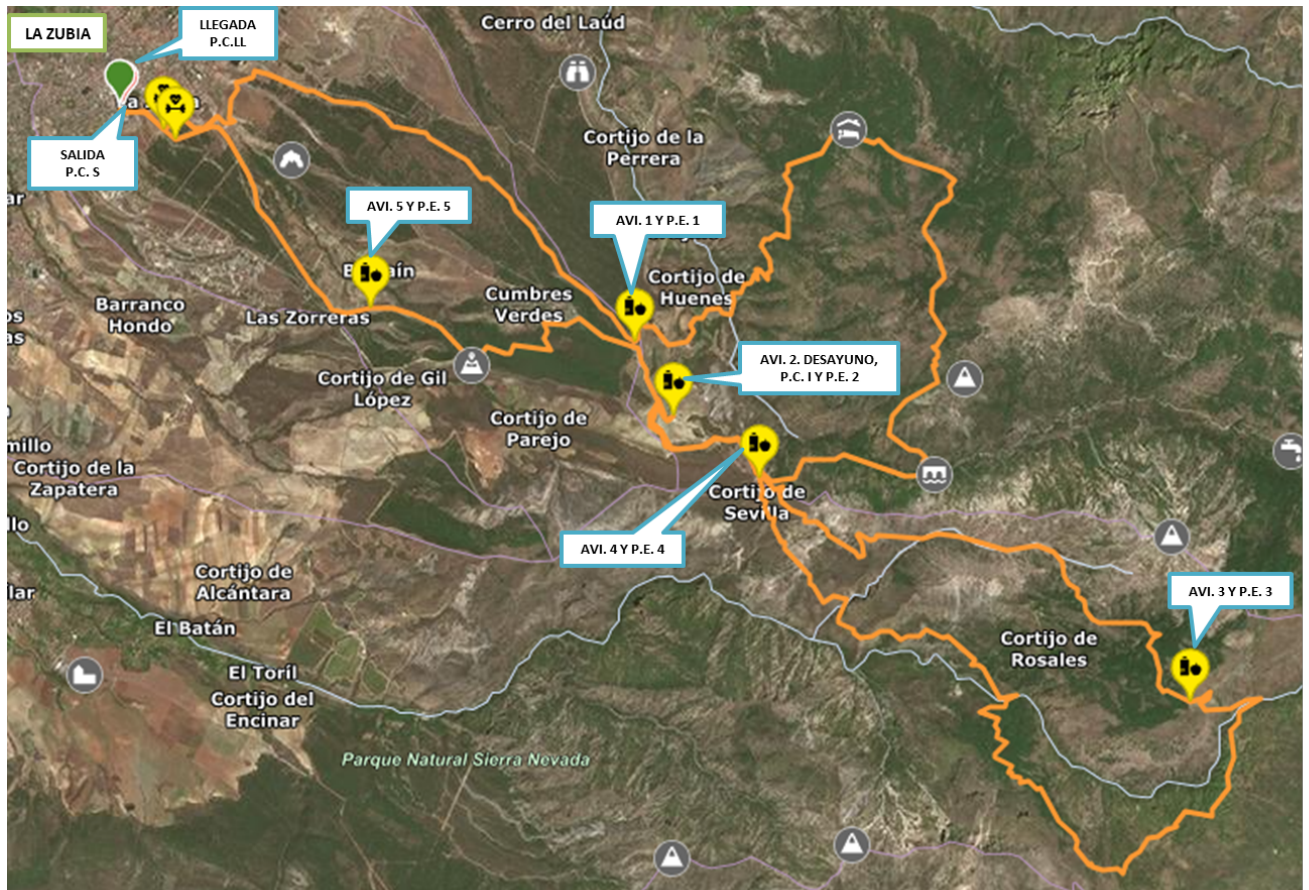 LA ZUBIA
LLEGADA
P.C.LL
Cerro del Laúd
SALIDA
P.C. S
Cortijo de la
Perrera
AVI. 5 Y P.E. 5
AVI. 1 Y P.E. 1
Cortijo de
Huenes
Cumbres
Verdes
Barranco
Hondo
Las Zorreras
AVI. 2. DESAYUNO,
P.C. I Y P.E. 2
Cortijo de Gil
López
Cortijo de
Parejo
Cortijo de la
Zapatera
Cortijo de
Sevilla
AVI. 4 Y P.E. 4
Cortijo de
Alcántara
AVI. 3 Y P.E. 3
El Batán
Cortijo de
Rosales
El Toríl
Cortijo del
Encinar
Parque Natural Sierra Nevada